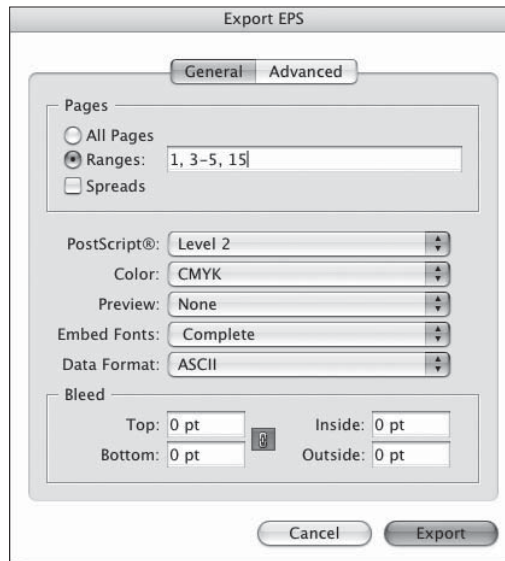 Export EPS
General Advanced
Pages
All Pages
Ranges: 1, 3–5, 15
Spreads
PostScript®: Level 2
Color: CMYK
Preview: None
Embed Fonts: Complete
Data Format: ASCII
Bleed
Top: 0 pt Inside: 0 pt
Bottom: 0 pt Outside: 0 pt
Cancel Export